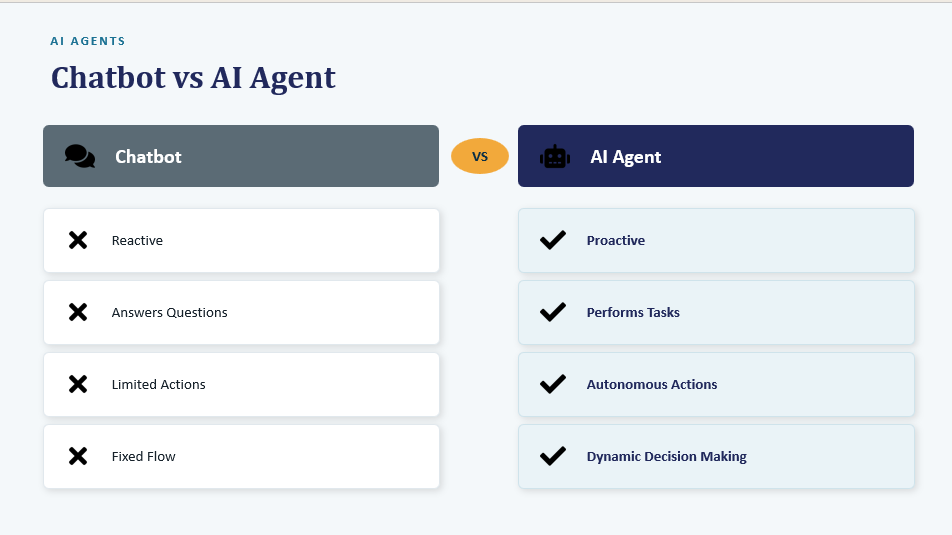 AI AGENTS
Chatbot vs AI Agent
Chatbot
VS
AI Agent
Reactive
Proactive
Answers Questions
Performs Tasks
Limited Actions
Autonomous Actions
Fixed Flow
Dynamic Decision Making